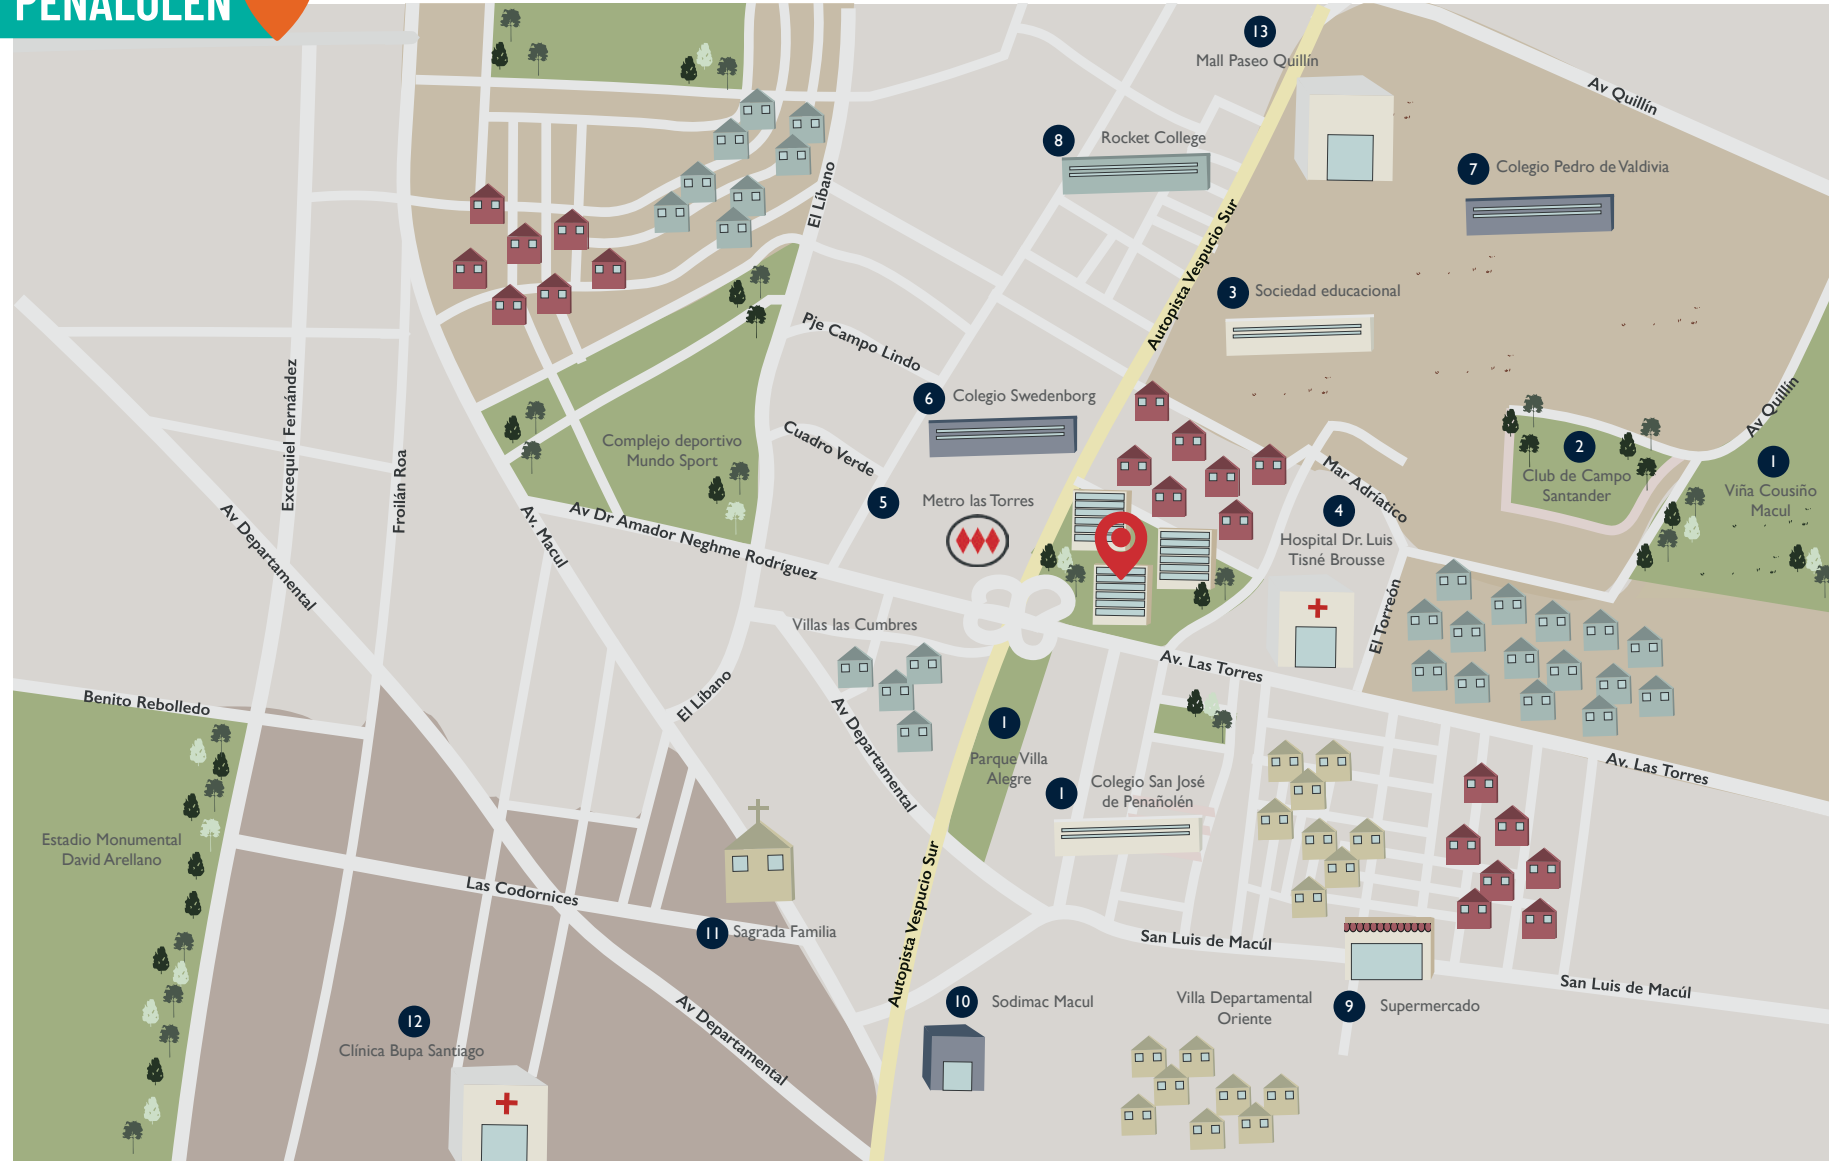 PEÑALOLÉN
13
Mall Paseo Quillín
Av Quillín
8
Rocket College
7
Colegio Pedro de Valdivia
El Líbano
Autopista Vespucio Sur
3
Sociedad educacional
Pje Campo Lindo
Excequiel Fernández
Froilán Roa
6
Colegio Swedenborg
Av Quillín
Complejo deportivo
Mundo Sport
Cuadro Verde
2
Club de Campo
Santander
1
Viña Cousiño
Macul
Mar Adríatico
5
Metro las Torres
4
Hospital Dr. Luis
Tisné Brousse
Av Departamental
Av. Macul
Av Dr Amador Neghme Rodríguez
Villas las Cumbres
El Torreón
Av. Las Torres
Benito Rebolledo
El Líbano
Av Departamental
1
Parque Villa
Alegre
Av. Las Torres
1
Colegio San José
de Penañolén
Estadio Monumental
David Arellano
Las Codornices
Autopista Vespucio Sur
11
Sagrada Familia
San Luis de Macúl
San Luis de Macúl
10
Sodimac Macul
Villa Departamental
Oriente
9
Supermercado
12
Clínica Bupa Santiago
Av Departamental